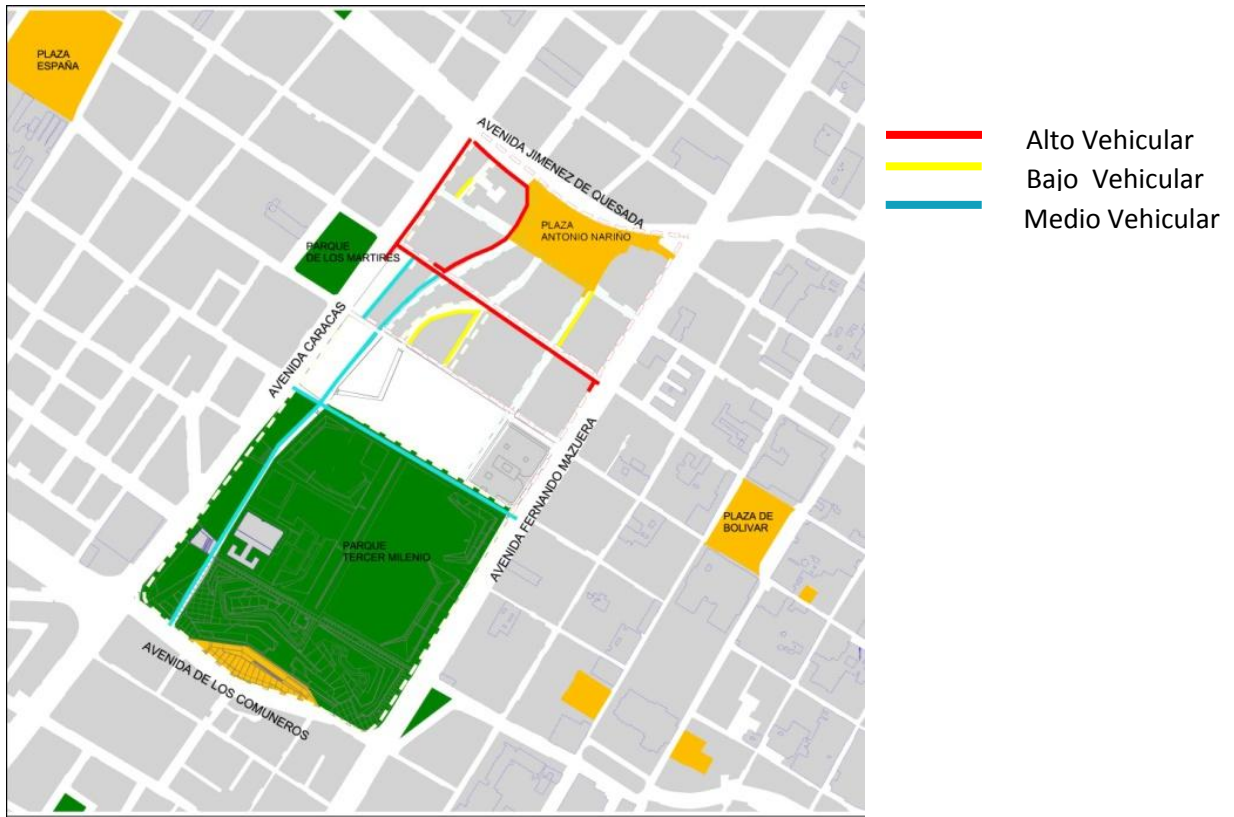 PLAZA
ESPAÑA
AVENIDA JIMENEZ DE QUESADA
PLAZA
ANTONIO NARIÑO
PARQUE
DE LOS MARTIRES
AVENIDA CARACAS
AVENIDA FERNANDO MAZUERA
PLAZA DE
BOLIVAR
PARQUE
TERCER MILENIO
AVENIDA DE LOS COMUNEROS
Alto Vehicular
Bajo Vehicular
Medio Vehicular